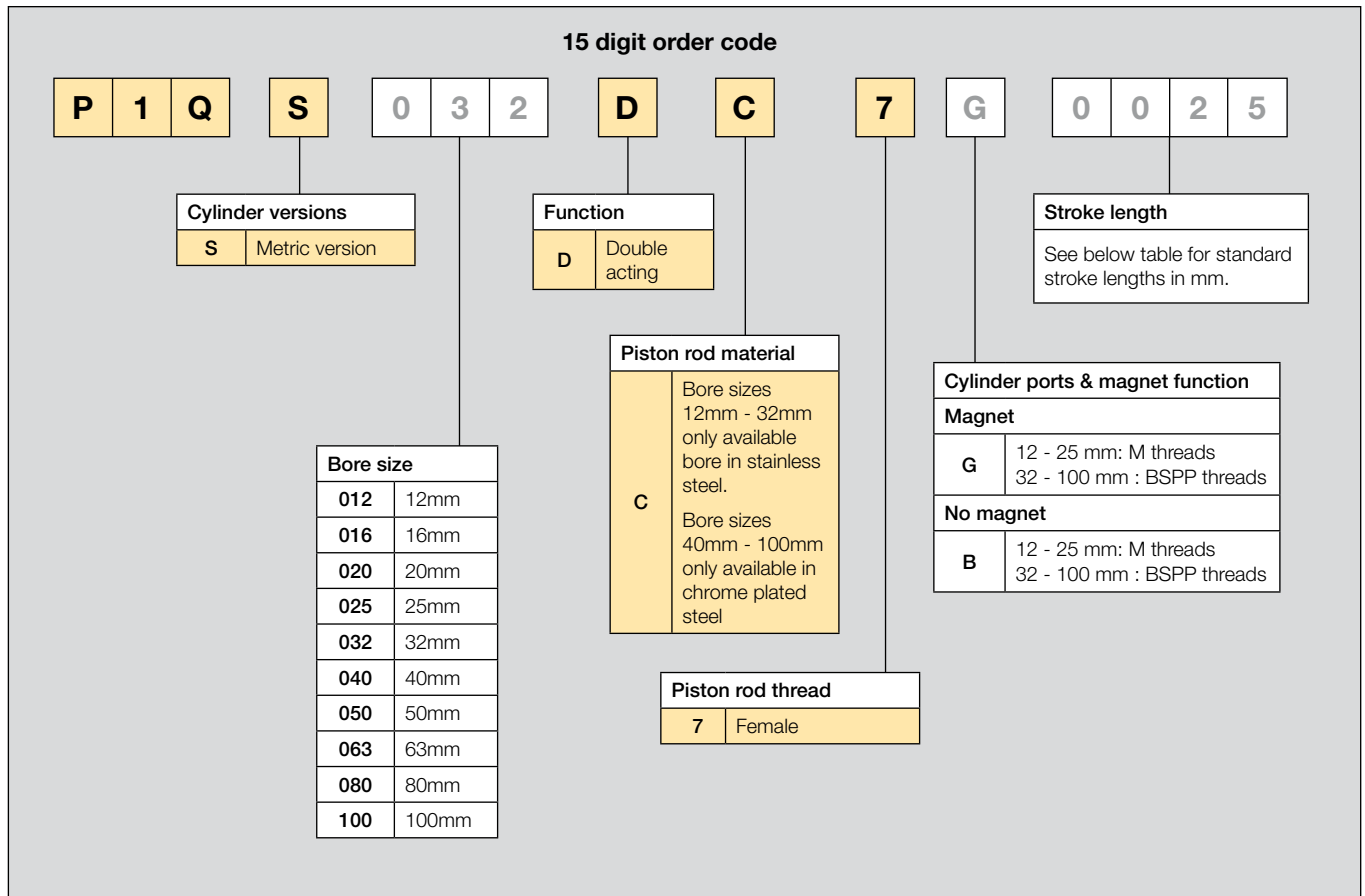 15 digit order code
P 1 Q S 0 3 2 D C 7 G 0 0 2 5
Cylinder versions
S Metric version
Function
D Double
acting
Stroke length
See below table for standard
stroke lengths in mm.
Piston rod material
C
Bore sizes
12mm - 32mm
only available
bore in stainless
steel.
Bore sizes
40mm - 100mm
only available in
chrome plated
steel
Cylinder ports & magnet function
Magnet
G
12 - 25 mm: M threads
32 - 100 mm : BSPP threads
No magnet
B
12 - 25 mm: M threads
32 - 100 mm : BSPP threads
Bore size
012 12mm
016 16mm
020 20mm
025 25mm
032 32mm
040 40mm
050 50mm
063 63mm
080 80mm
100 100mm
Piston rod thread
7 Female